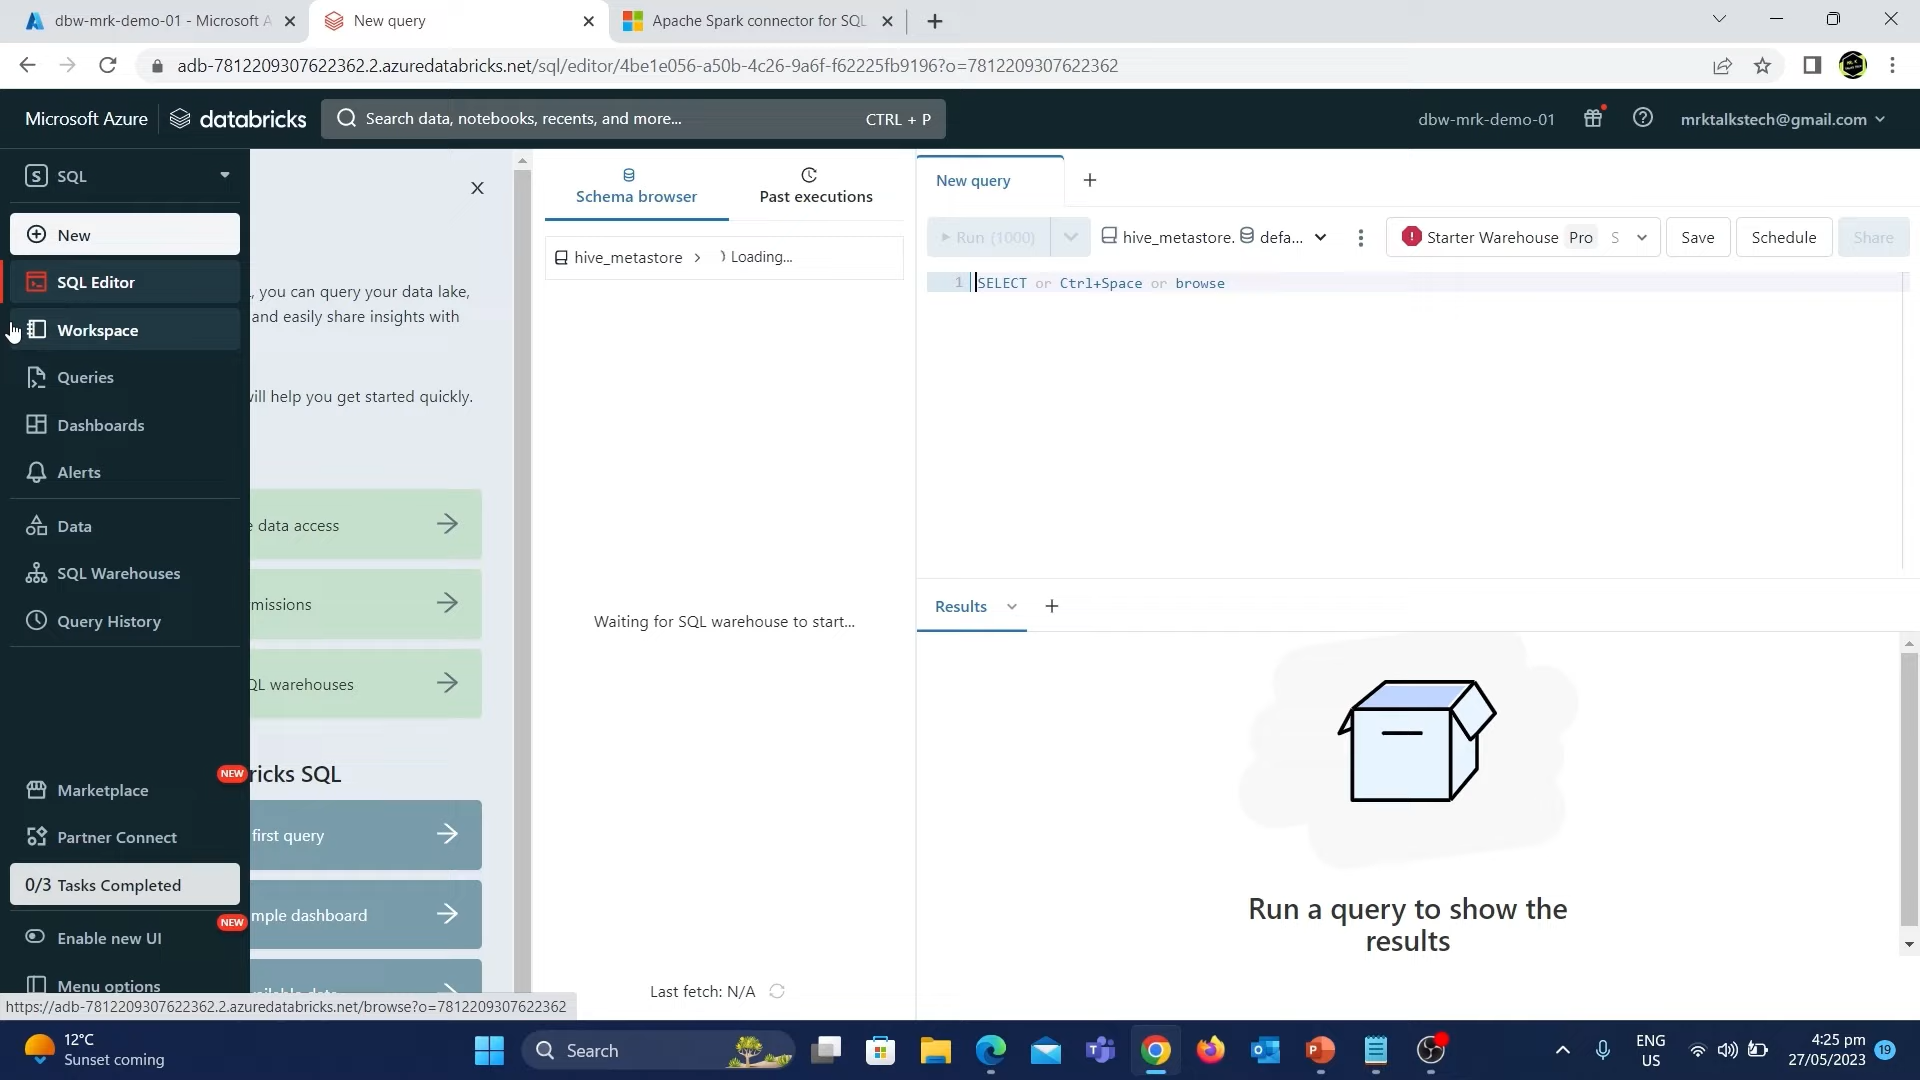 dbw-mrk-demo-01 - Microsoft A
New query
Apache Spark connector for SQL
adb-7812209307622362.2.azuredatabricks.net/sql/editor/4be1e056-a50b-4c26-9a6f-f62225fb9196?o=7812209307622362
Microsoft Azure
databricks
Search data, notebooks, recents, and more...
CTRL + P
dbw-mrk-demo-01
mrktalkstech@gmail.com
S SQL
New
SQL Editor
Workspace
Queries
Dashboards
Alerts
Data
SQL Warehouses
Query History
Marketplace
NEW
Partner Connect
0/3 Tasks Completed
Enable new UI
NEW
Menu options
, you can query your data lake,
and easily share insights with
will help you get started quickly.
e data access
missions
QL warehouses
ricks SQL
first query
mple dashboard
Schema browser
Past executions
hive_metastore
Loading...
Waiting for SQL warehouse to start...
Last fetch: N/A
New query
Run (1000)
hive_metastore.
defa...
Starter Warehouse Pro S
Save
Schedule
Share
1 SELECT or Ctrl+Space or browse
Results
Run a query to show the
results
https://adb-7812209307622362.2.azuredatabricks.net/browse?o=7812209307622362
12°C
Sunset coming
Search
ENG
US
4:25 pm
27/05/2023
19